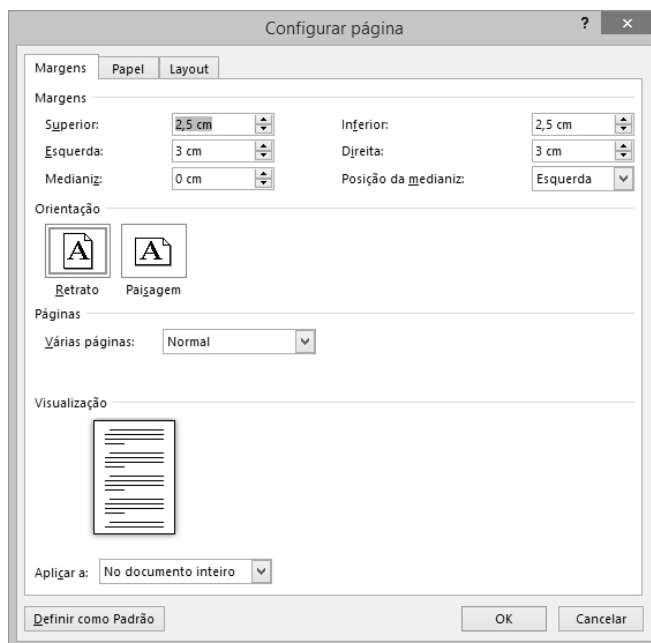 Configurar página ? ×
Margens Papel Layout
Margens
Superior: 2,5 cm Inferior: 2,5 cm
Esquerda: 3 cm Direita: 3 cm
Medianiz: 0 cm Posição da medianiz: Esquerda
Orientação
A A
Retrato Paisagem
Páginas
Várias páginas: Normal
Visualização
Aplicar a: No documento inteiro
Definir como Padrão OK Cancelar